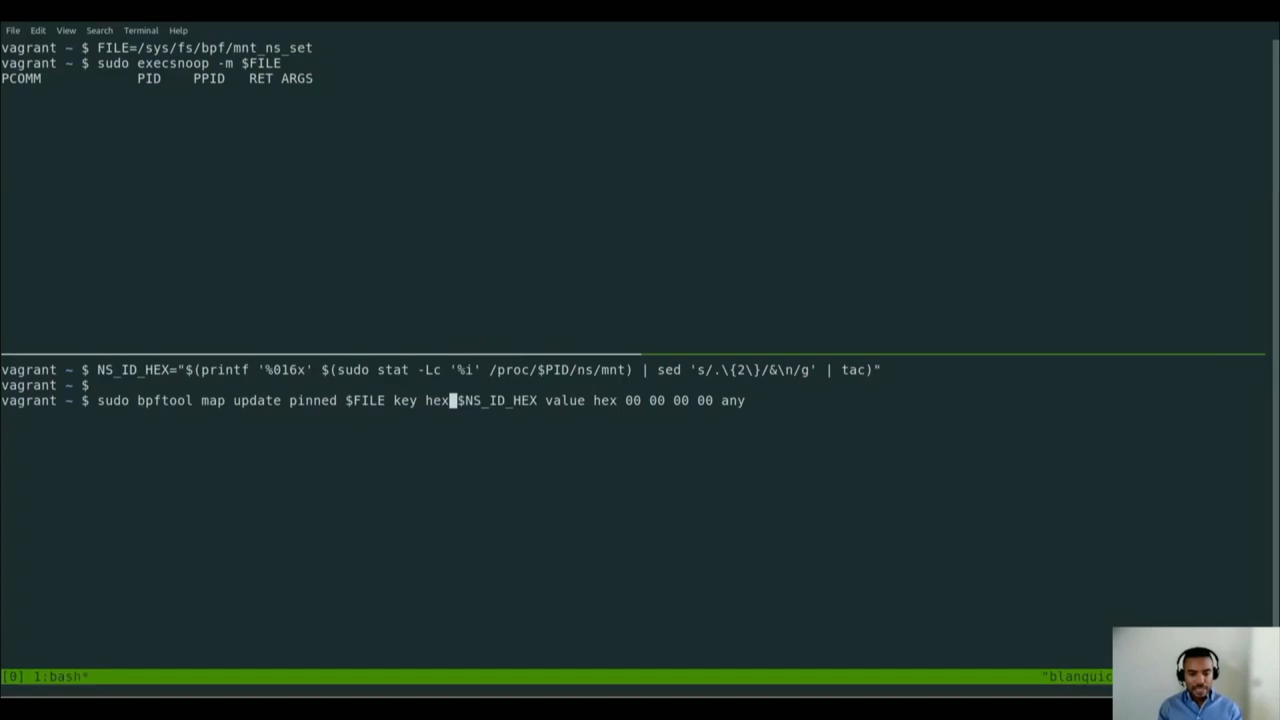 File Edit View Search Terminal Help
vagrant ~ $ FILE=/sys/fs/bpf/mnt_ns_set
vagrant ~ $ sudo execsnoop -m $FILE
PCOMM PID PPID RET ARGS
vagrant ~ $ NS_ID_HEX="$(printf '%016x' $(sudo stat -Lc '%i' /proc/$PID/ns/mnt) | sed 's/.\{2\}/&\n/g' | tac)"
vagrant ~ $
vagrant ~ $ sudo bpftool map update pinned $FILE key hex $NS_ID_HEX value hex 00 00 00 00 any
[0] 1:bash* "blanquic